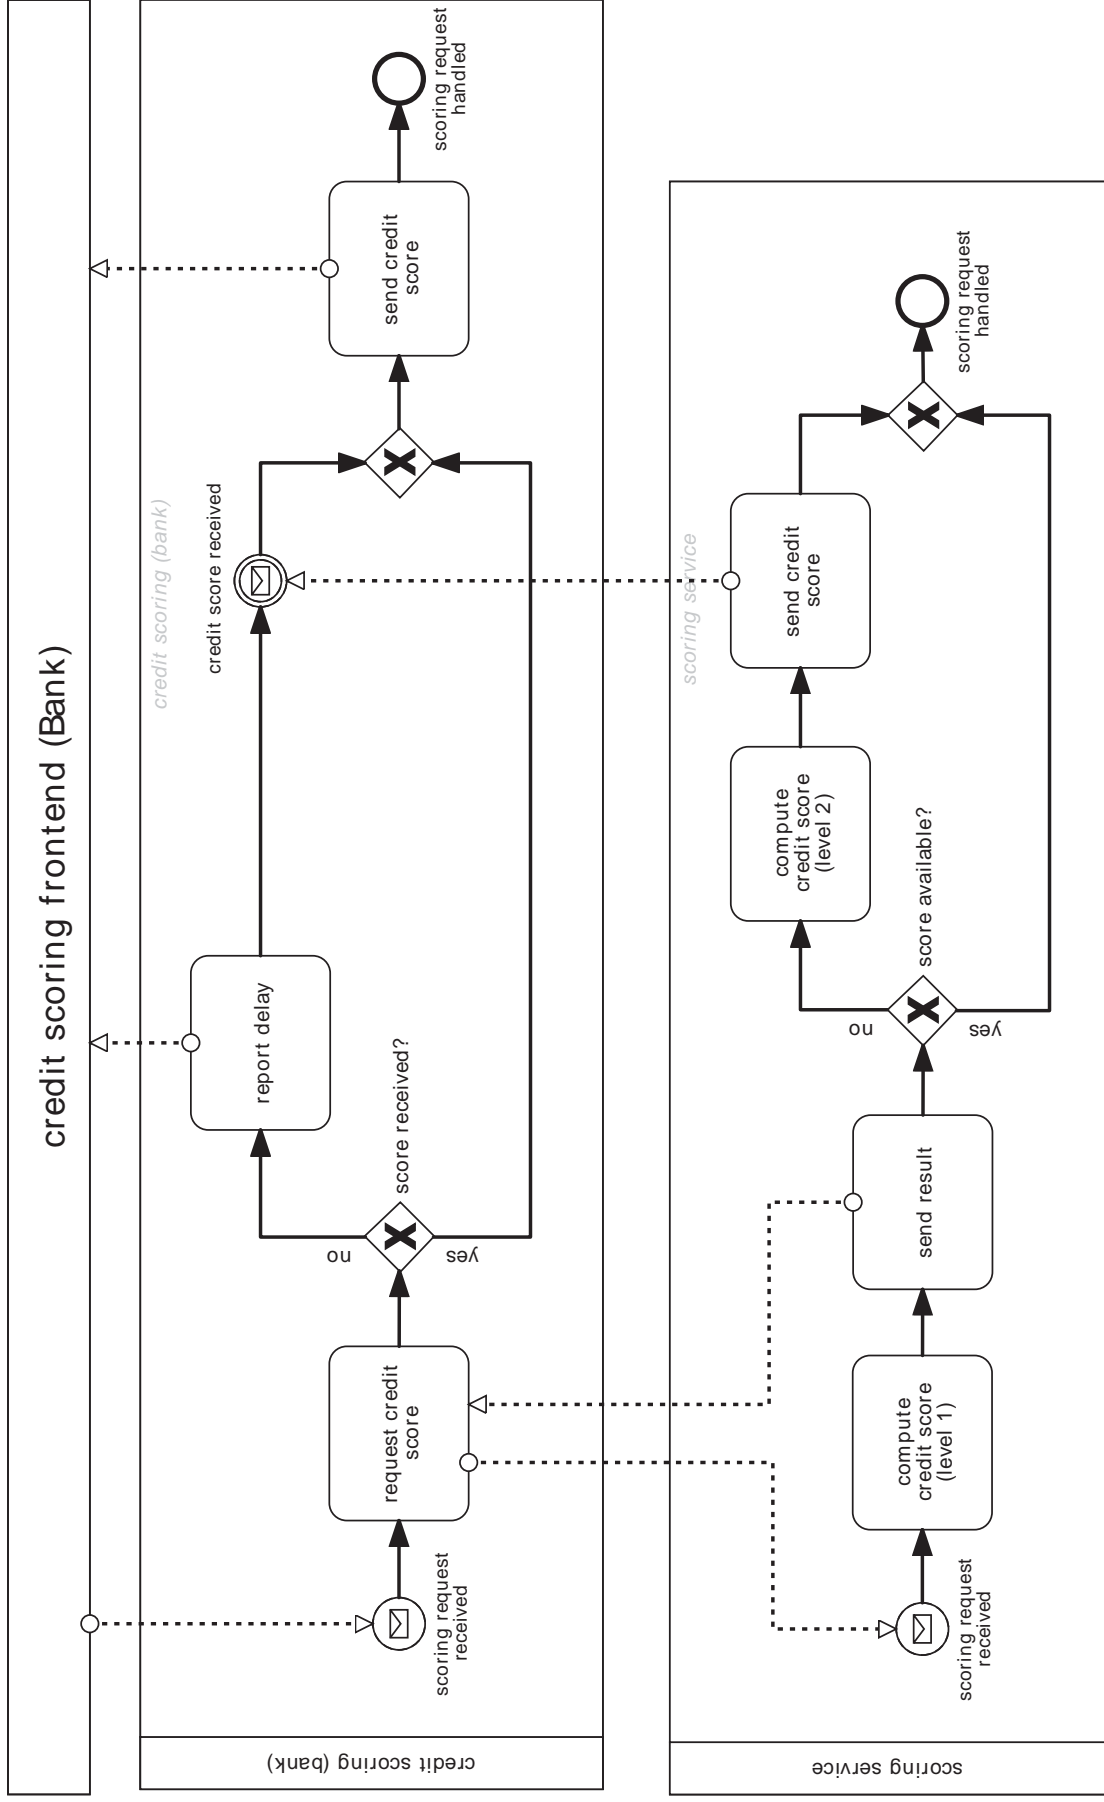 credit scoring frontend (Bank)
credit scoring (bank)
credit scoring (bank)
scoring request
received
request credit
score
score received?
no
yes
report delay
credit score received
send credit
score
scoring request
handled
scoring service
scoring service
scoring request
received
compute
credit score
(level 1)
send result
score available?
no
yes
compute
credit score
(level 2)
send credit
score
scoring request
handled